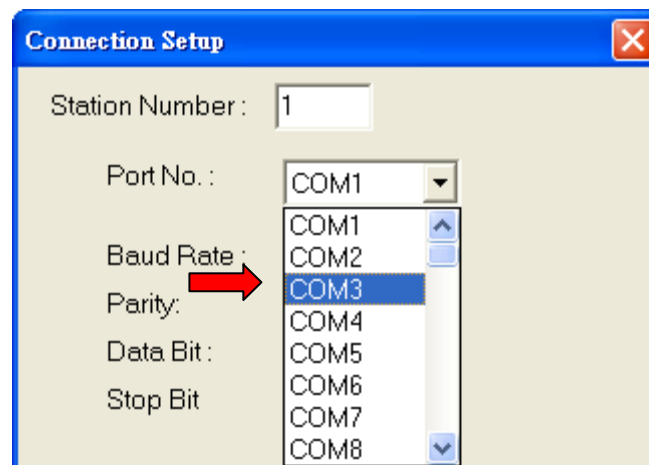 Connection Setup
Station Number : 1
Port No. : COM1
COM1
Baud Rate : COM2
COM3
Parity:
COM4
Data Bit : COM5
COM6
Stop Bit
COM7
COM8